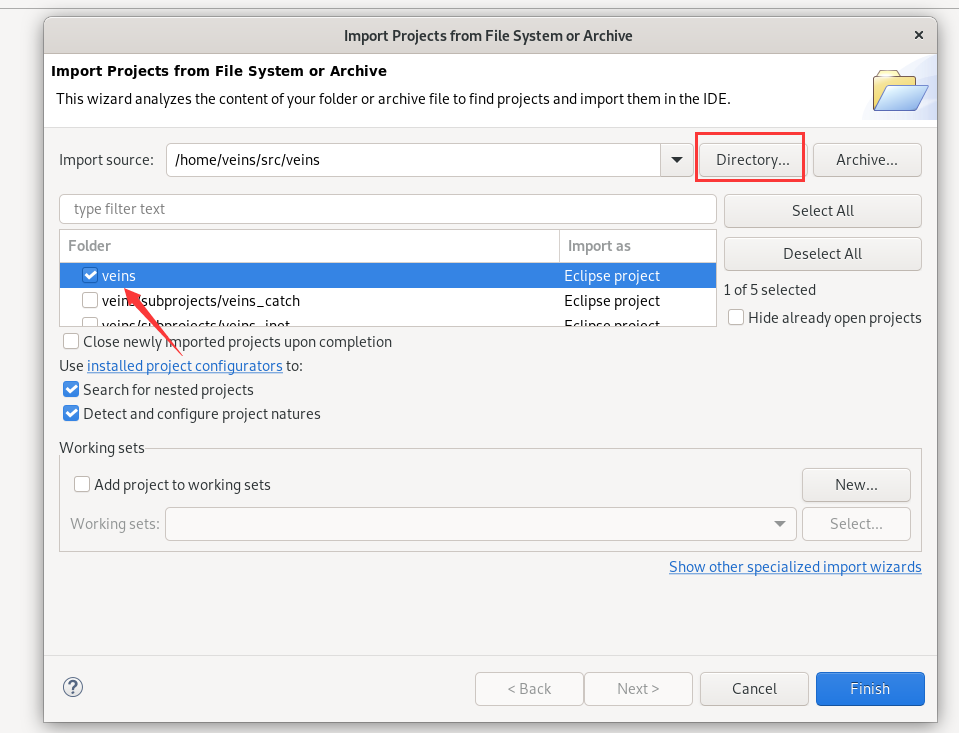 Import Projects from File System or Archive
Import Projects from File System or Archive
This wizard analyzes the content of your folder or archive file to find projects and import them in the IDE.
Import source: /home/veins/src/veins Directory... Archive...
type filter text Select All
Folder Import as Deselect All
veins Eclipse project
1 of 5 selected
veins/subprojects/veins_catch Eclipse project
Hide already open projects
veins/subprojects/veins_inet Eclipse project
Close newly imported projects upon completion
Use installed project configurators to:
Search for nested projects
Detect and configure project natures
Working sets
Add project to working sets New...
Working sets: Select...
Show other specialized import wizards
? < Back Next > Cancel Finish